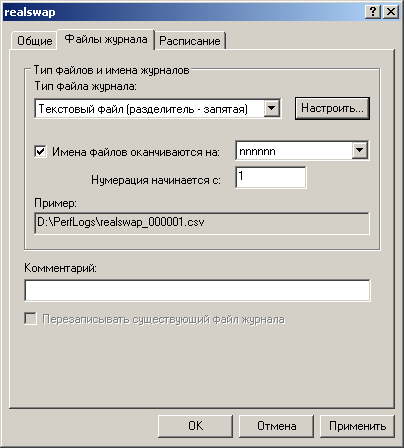 realswap
Общие
Файлы журнала
Расписание
Тип файлов и имена журналов
Тип файла журнала:
Текстовый файл (разделитель - запятая)
Настроить...
Имена файлов оканчиваются на:
nnnnnn
Нумерация начинается с:
1
Пример:
D:\PerfLogs\realswap_000001.csv
Комментарий:
Перезаписывать существующий файл журнала
OK
Отмена
Применить